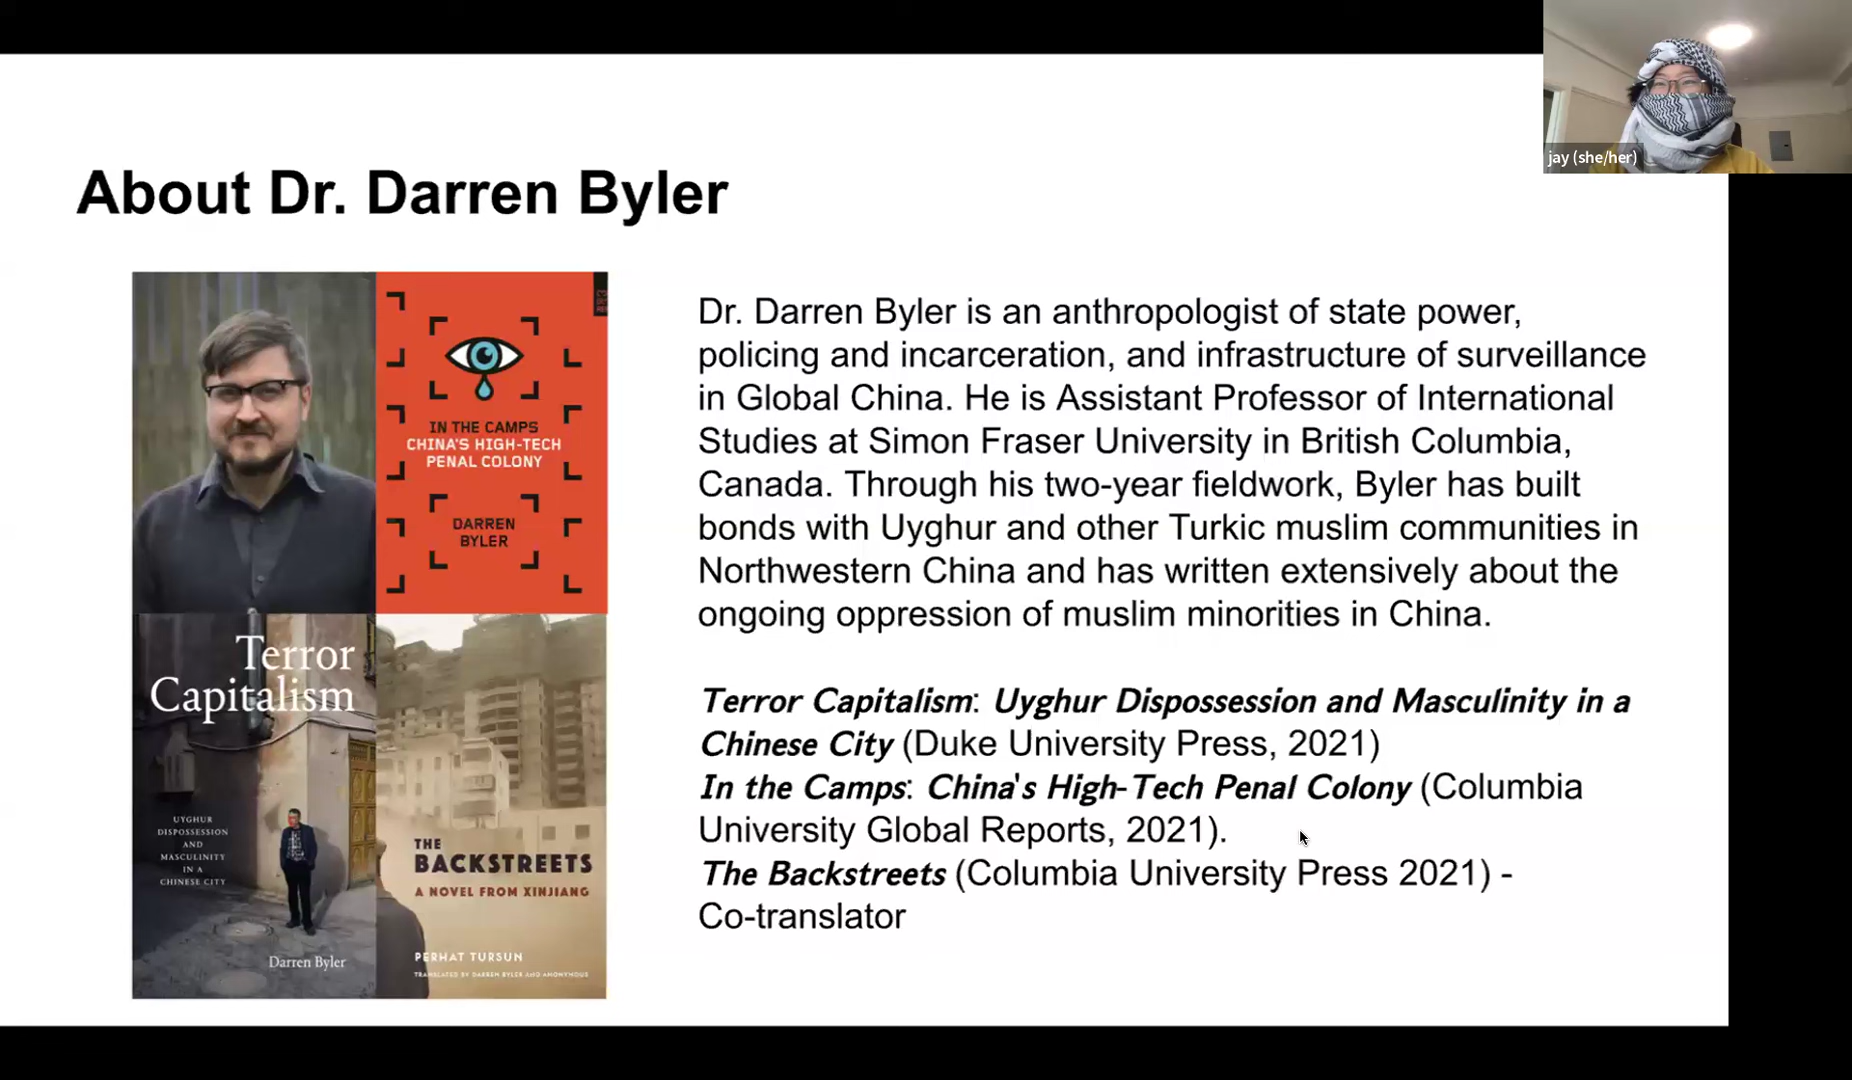 jay (she/her)
About Dr. Darren Byler
IN THE CAMPS
CHINA'S HIGH-TECH
PENAL COLONY
DARREN
BYLER
Terror
Capitalism
UYGHUR
DISPOSSESSION
AND
MASCULINITY
IN A
CHINESE CITY
Darren Byler
THE
BACKSTREETS
A NOVEL FROM XINJIANG
PERHAT TURSUN
TRANSLATED BY DARREN BYLER AND ANONYMOUS
Dr. Darren Byler is an anthropologist of state power,
policing and incarceration, and infrastructure of surveillance
in Global China. He is Assistant Professor of International
Studies at Simon Fraser University in British Columbia,
Canada. Through his two-year fieldwork, Byler has built
bonds with Uyghur and other Turkic muslim communities in
Northwestern China and has written extensively about the
ongoing oppression of muslim minorities in China.
Terror Capitalism: Uyghur Dispossession and Masculinity in a
Chinese City (Duke University Press, 2021)
In the Camps: China's High-Tech Penal Colony (Columbia
University Global Reports, 2021).
The Backstreets (Columbia University Press 2021) -
Co-translator